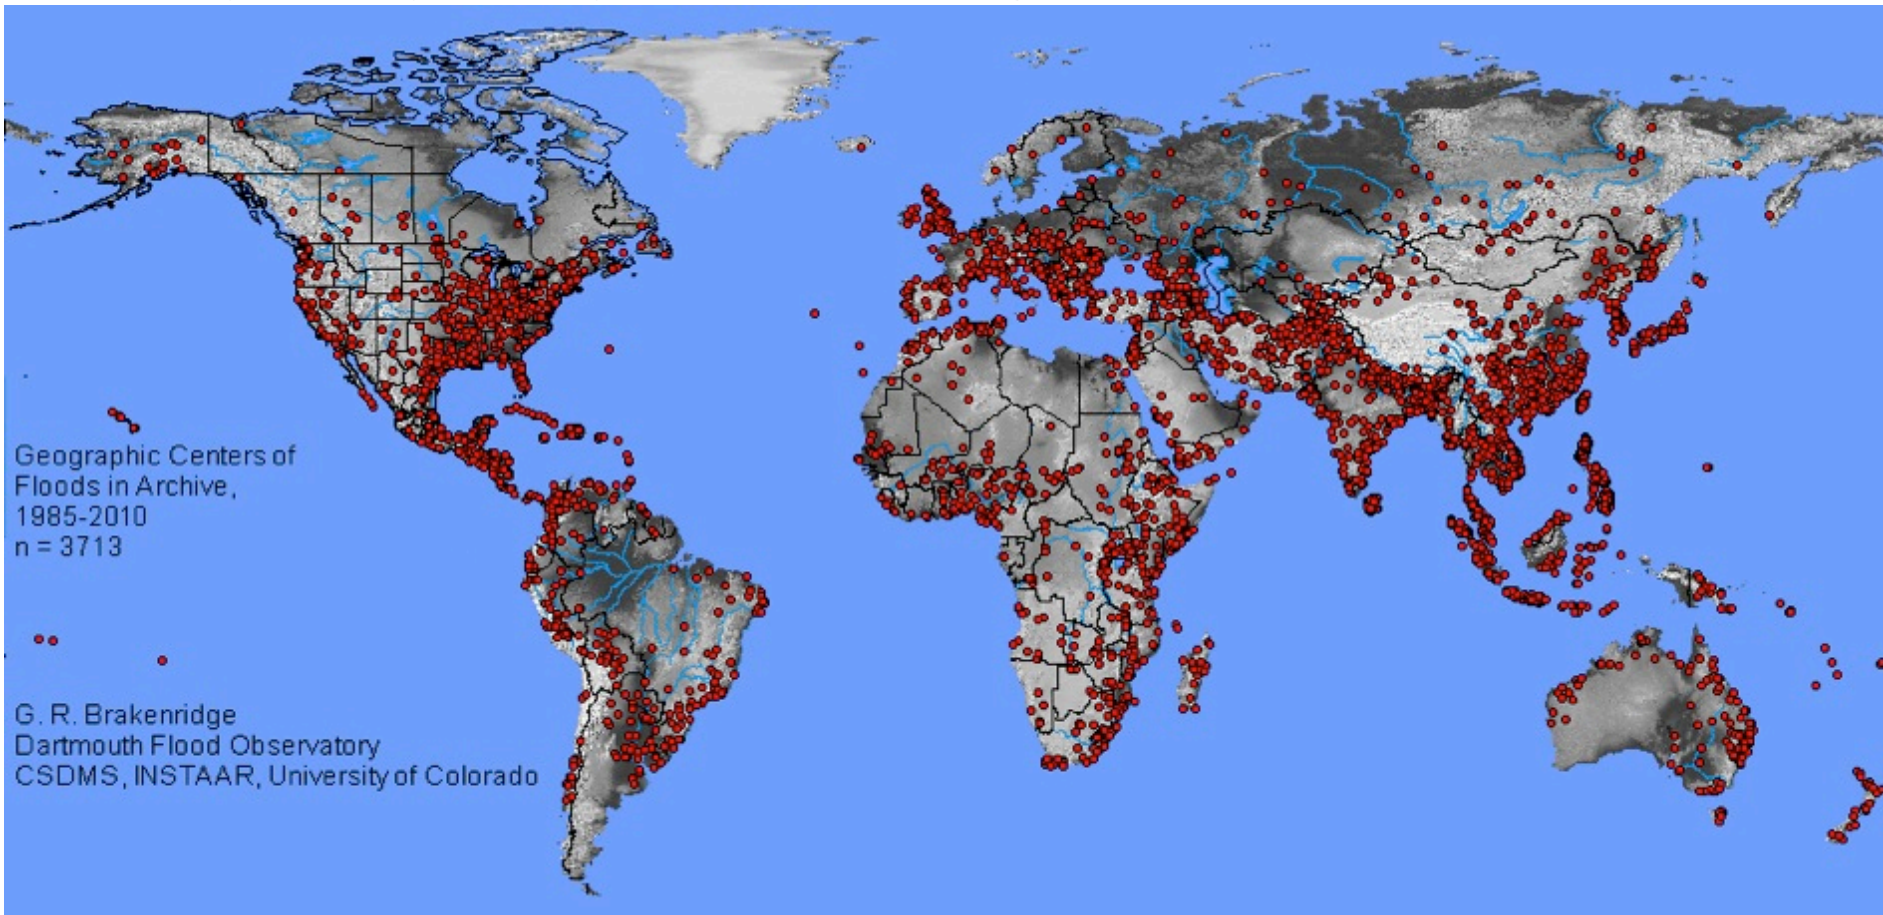 Geographic Centers of
Floods in Archive,
1985-2010
n = 3713
G. R. Brakenridge
Dartmouth Flood Observatory
CSDMS, INSTAAR, University of Colorado